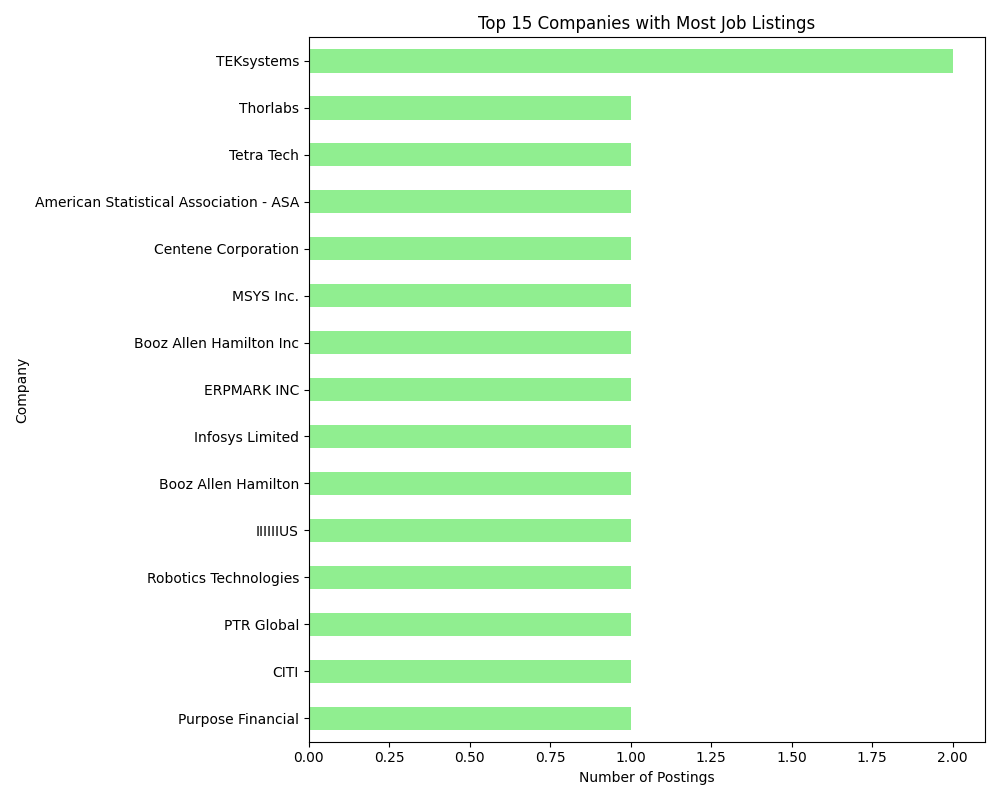 Top 15 Companies with Most Job Listings
TEKsystems
Thorlabs
Tetra Tech
American Statistical Association - ASA
Centene Corporation
MSYS Inc.
Booz Allen Hamilton Inc
ERPMARK INC
Infosys Limited
Booz Allen Hamilton
IIIIIIUS
Robotics Technologies
PTR Global
CITI
Purpose Financial
Company
0.00 0.25 0.50 0.75 1.00 1.25 1.50 1.75 2.00
Number of Postings